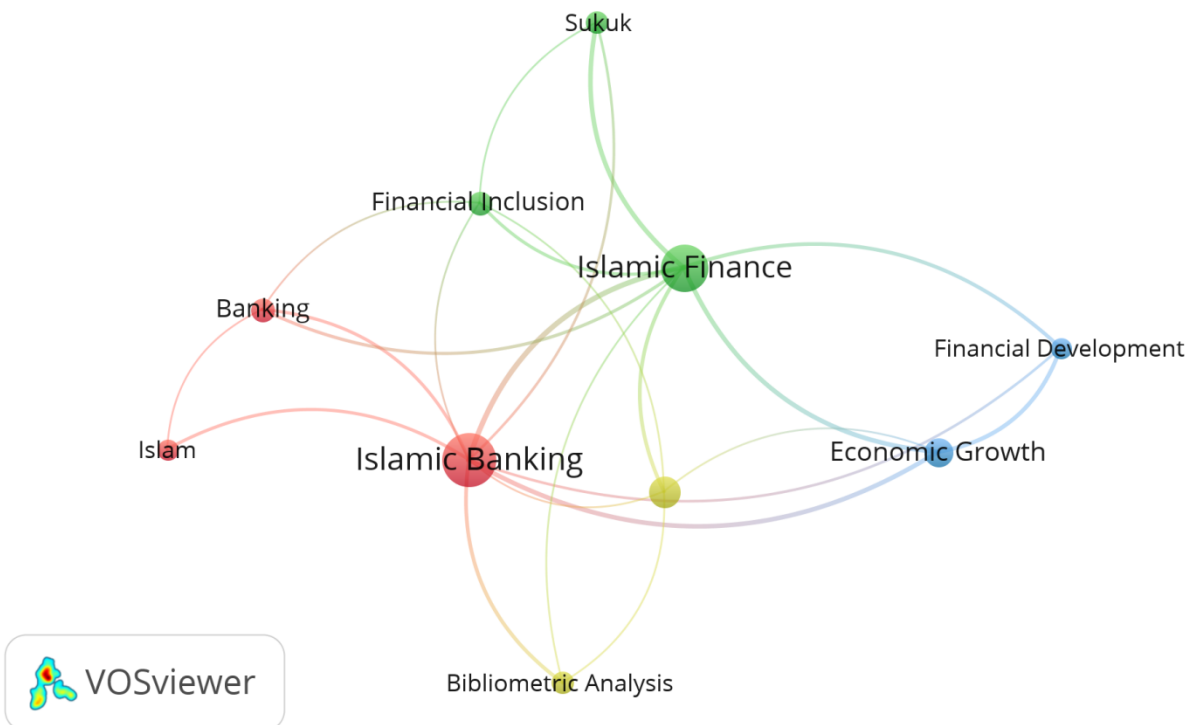 Sukuk
Financial Inclusion
Islamic Finance
Banking
Financial Development
Islam
Islamic Banking
Economic Growth
VOSviewer
Bibliometric Analysis